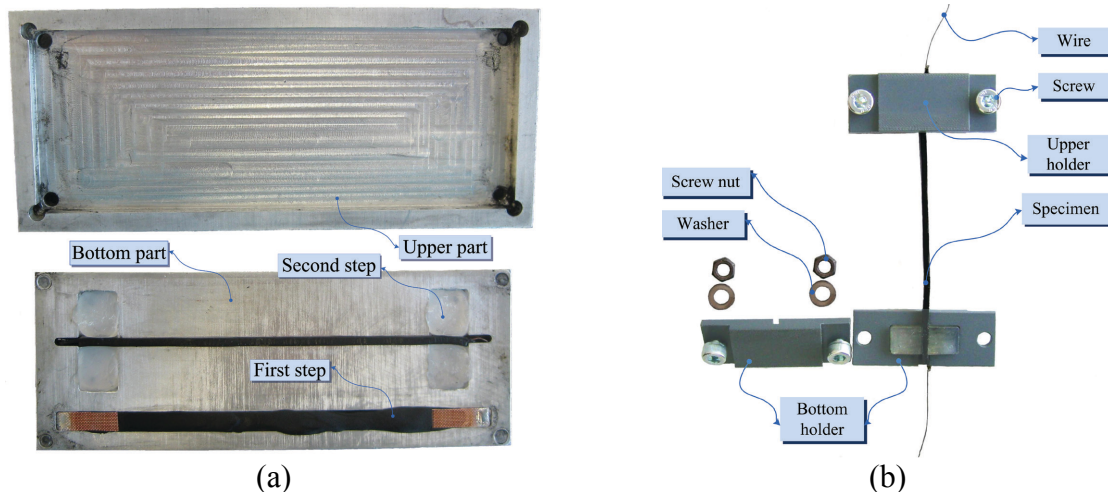 Upper part
Bottom part
Second step
First step
(a)
Wire
Screw
Upper
holder
Screw nut
Washer
Specimen
Bottom
holder
(b)